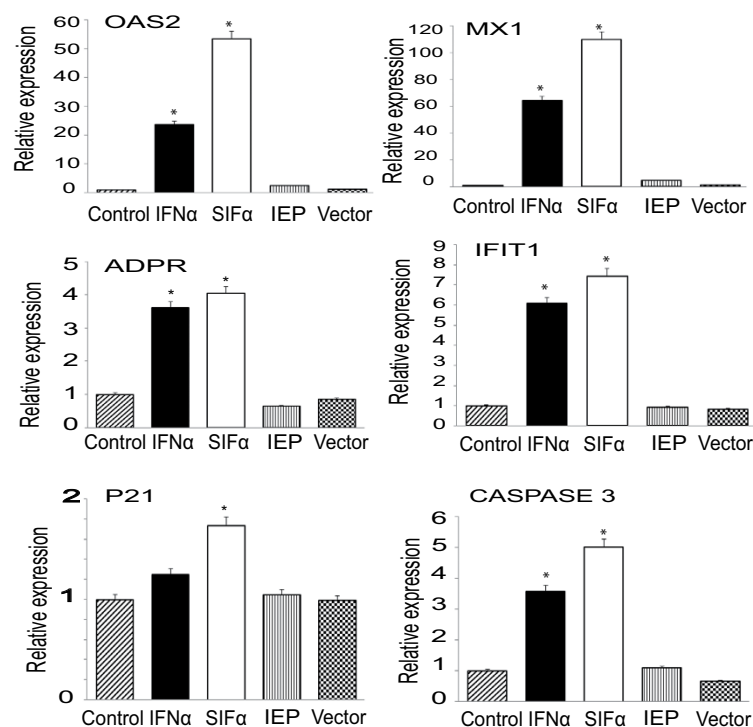 OAS2
Relative expression
60
50
40
30
20
10
0
*
*
Control IFNα SIFα IEP Vector
MX1
Relative expression
120
100
80
60
40
20
0
*
*
Control IFNα SIFα IEP Vector
ADPR
Relative expression
5
4
3
2
1
0
*
*
Control IFNα SIFα IEP Vector
IFIT1
Relative expression
9
8
7
6
5
4
3
2
1
0
*
*
Control IFNα SIFα IEP Vector
P21
Relative expression
2
1
0
*
Control IFNα SIFα IEP Vector
CASPASE 3
Relative expression
6
5
4
3
2
1
0
*
*
Control IFNα SIFα IEP Vector